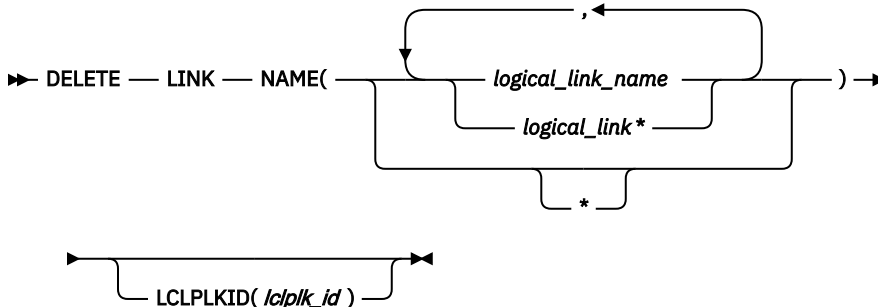 ,
DELETE LINK NAME( logical_link_name )
logical_link*
*
LCLPLKID( lclplk_id )